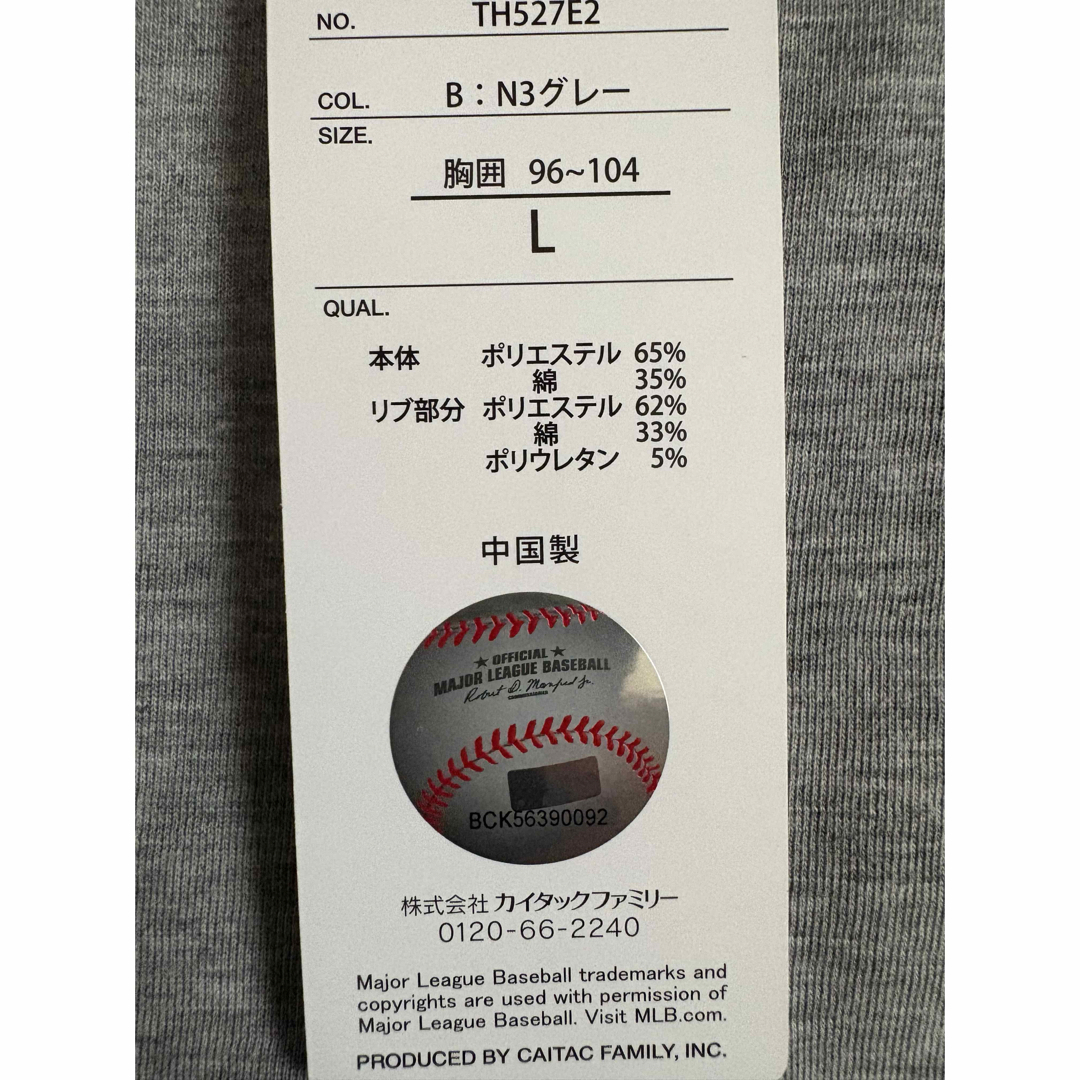 NO. TH527E2
COL. B：N3グレー
SIZE.
胸囲 96~104
L
QUAL.
本体 ポリエステル 65%
綿 35%
リブ部分 ポリエステル 62%
綿 33%
ポリウレタン 5%
中国製
★ OFFICIAL ★
MAJOR LEAGUE BASEBALL
Robert D. Manfred Jr.
BCK56390092
株式会社 カイタックファミリー
0120-66-2240
Major League Baseball trademarks and
copyrights are used with permission of
Major League Baseball. Visit MLB.com.
PRODUCED BY CAITAC FAMILY, INC.